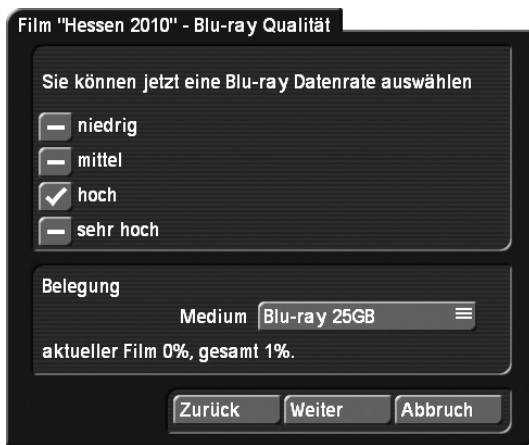 Film "Hessen 2010" - Blu-ray Qualität
Sie können jetzt eine Blu-ray Datenrate auswählen
niedrig
mittel
hoch
sehr hoch
Belegung
Medium Blu-ray 25GB
aktueller Film 0%, gesamt 1%.
Zurück Weiter Abbruch